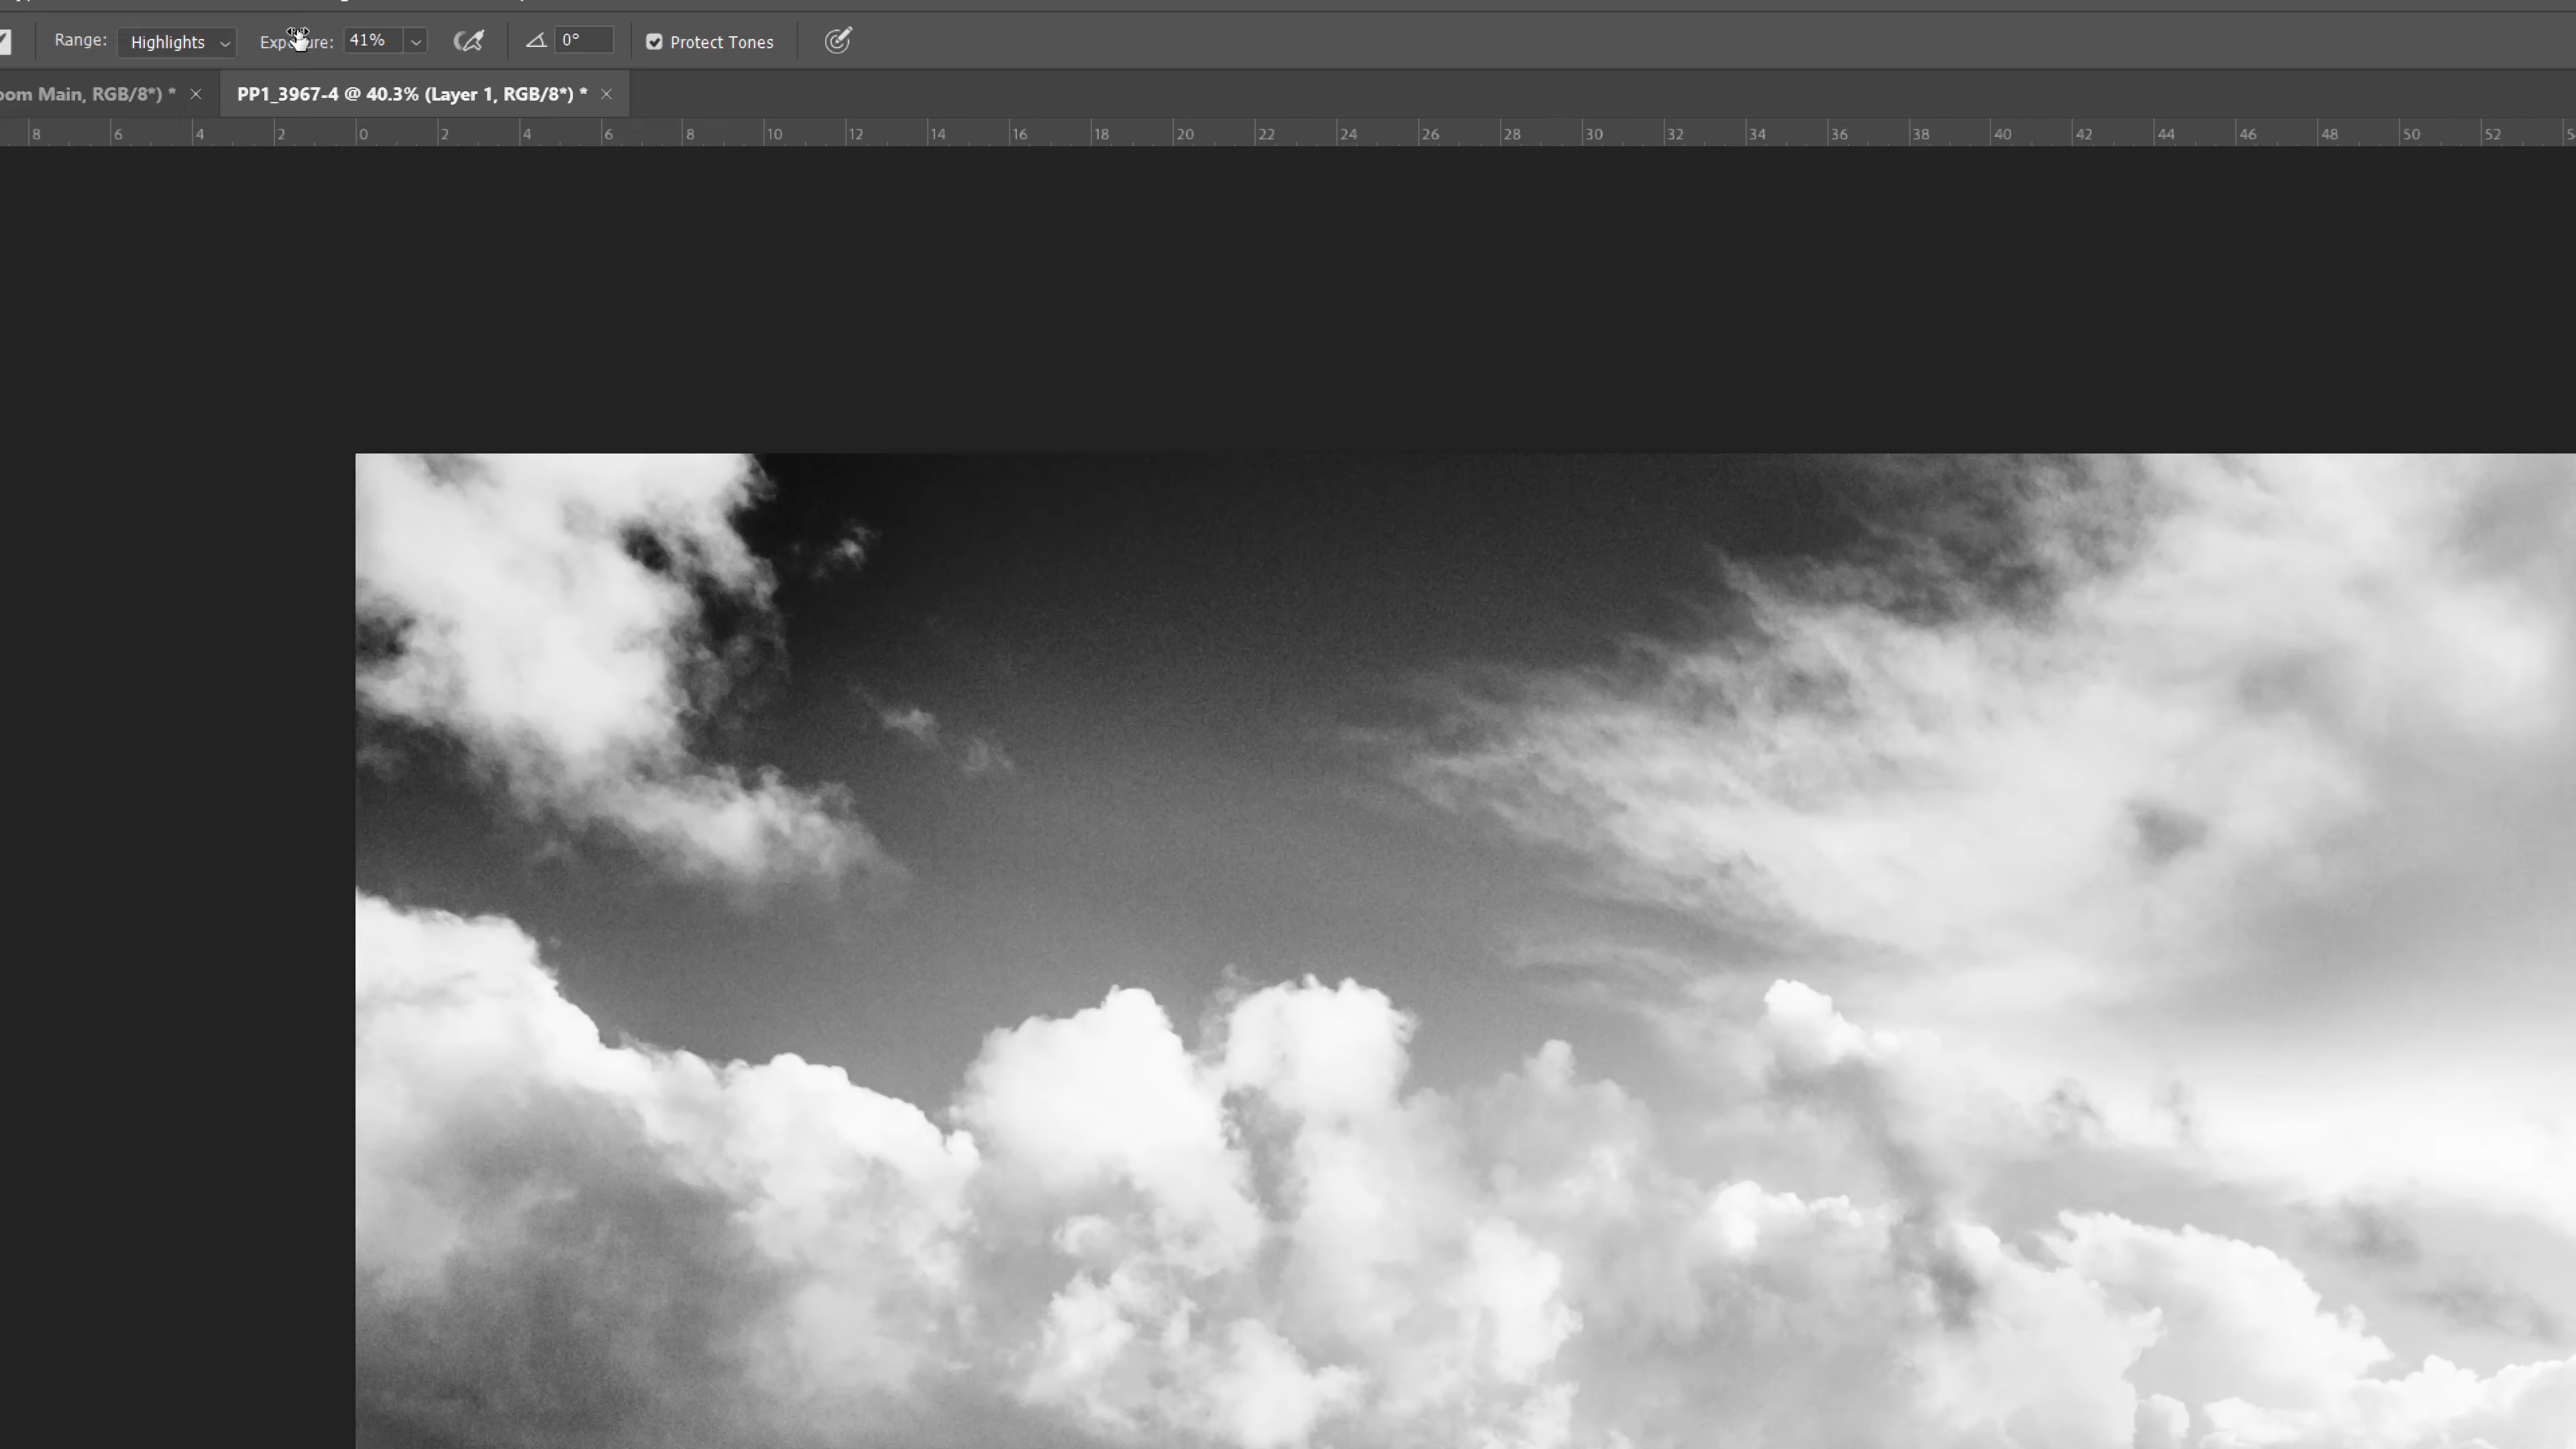 Range: Highlights Exposure: 41% 0° Protect Tones
oom Main, RGB/8*) * × PP1_3967-4 @ 40.3% (Layer 1, RGB/8*) * ×
8 6 4 2 0 2 4 6 8 10 12 14 16 18 20 22 24 26 28 30 32 34 36 38 40 42 44 46 48 50 52